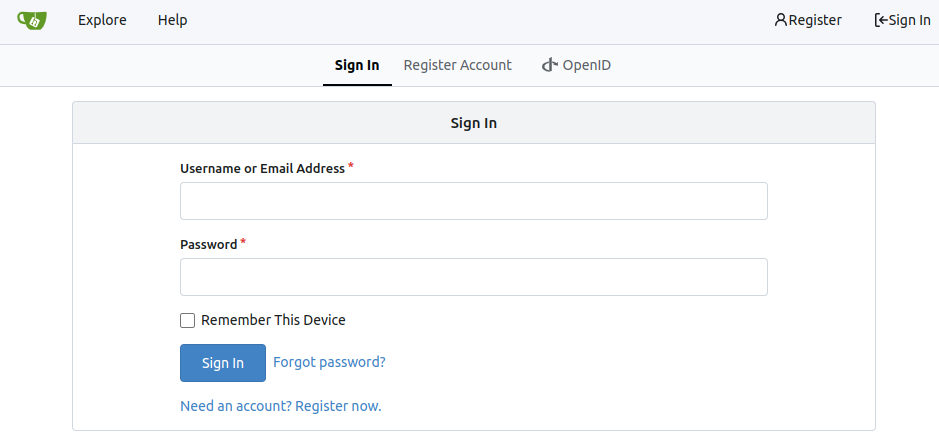 Explore Help Register Sign In
Sign In Register Account OpenID
Sign In
Username or Email Address *
Password *
Remember This Device
Sign In Forgot password?
Need an account? Register now.